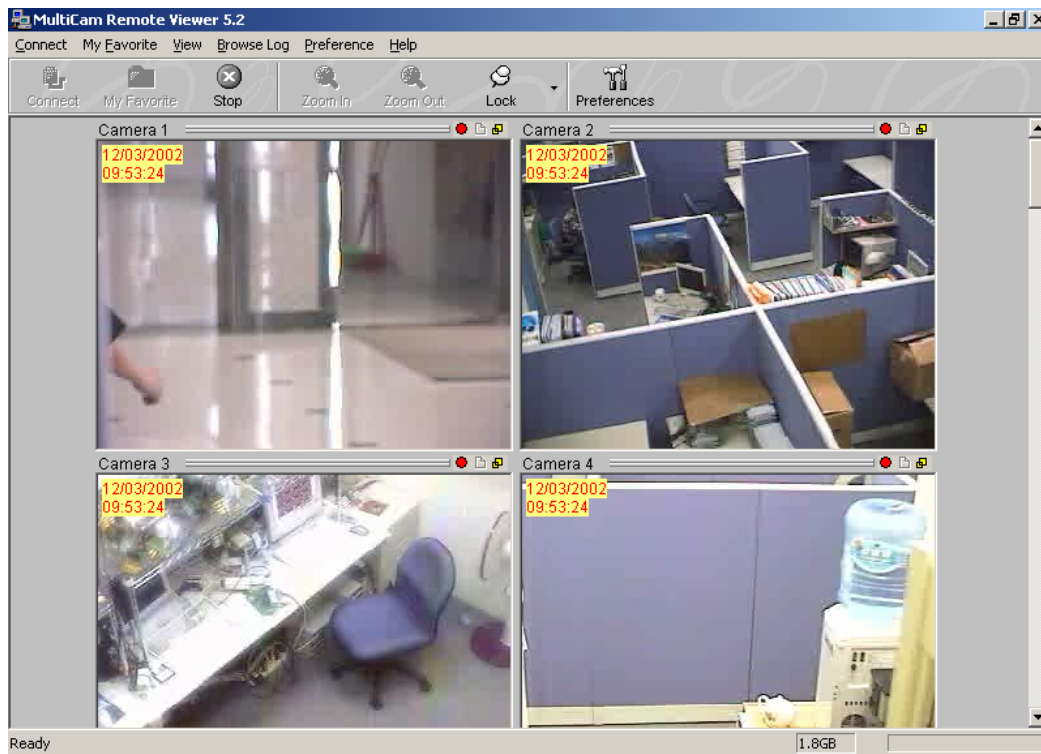 MultiCam Remote Viewer 5.2
Connect My Favorite View Browse Log Preference Help
Connect My Favorite Stop Zoom In Zoom Out Lock Preferences
Camera 1 Camera 2
12/03/2002 12/03/2002
09:53:24 09:53:24
Camera 3 Camera 4
12/03/2002 12/03/2002
09:53:24 09:53:24
Ready 1.8GB